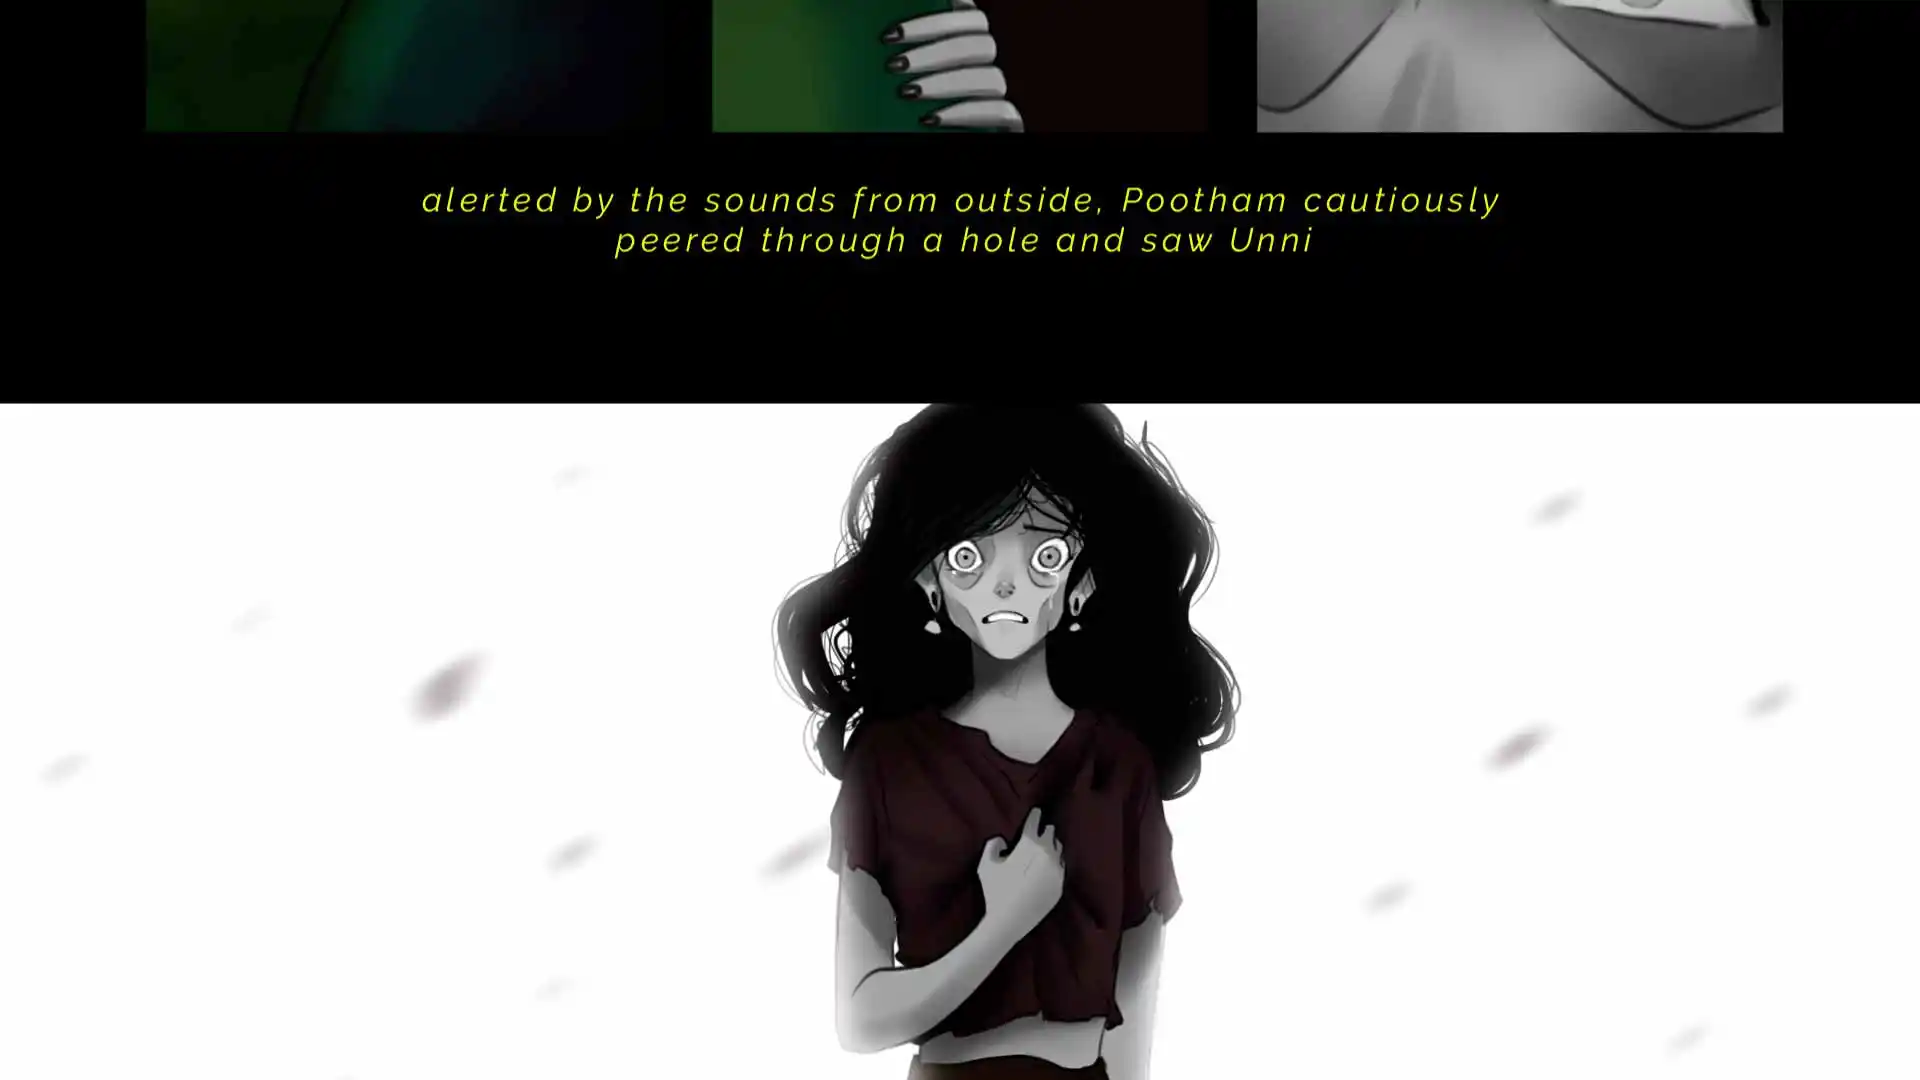 alerted by the sounds from outside, Pootham cautiously
peered through a hole and saw Unni